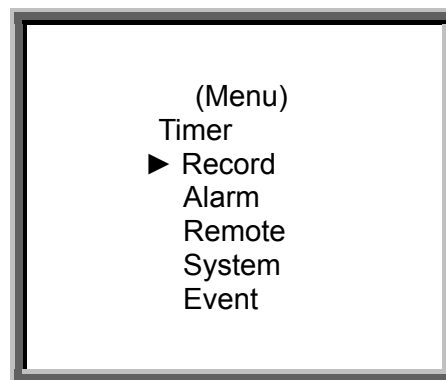 (Menu)
Timer
► Record
Alarm
Remote
System
Event